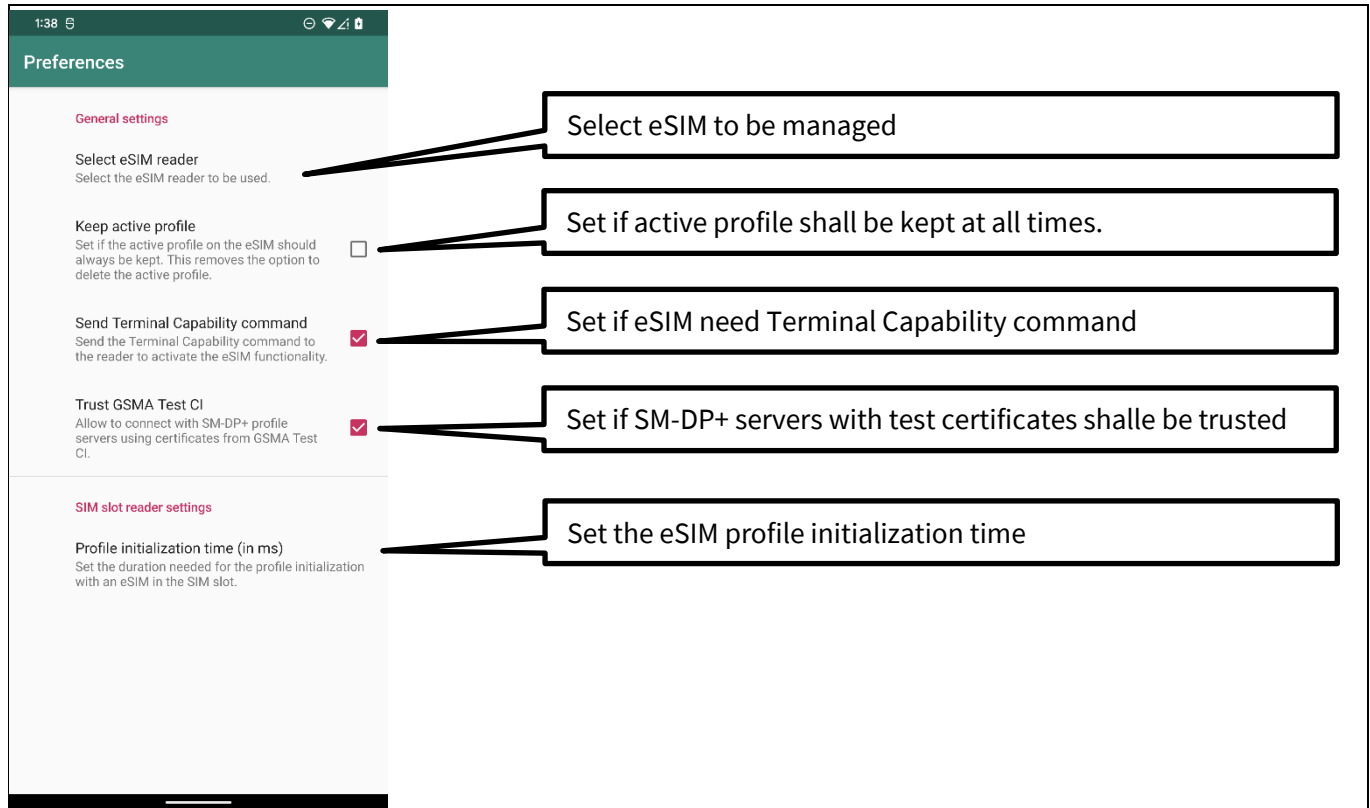 1:38
Preferences
General settings
Select eSIM reader
Select the eSIM reader to be used.
Select eSIM to be managed
Keep active profile
Set if the active profile on the eSIM should
always be kept. This removes the option to
delete the active profile.
Set if active profile shall be kept at all times.
Send Terminal Capability command
Send the Terminal Capability command to
the reader to activate the eSIM functionality.
Set if eSIM need Terminal Capability command
Trust GSMA Test CI
Allow to connect with SM-DP+ profile
servers using certificates from GSMA Test
CI.
Set if SM-DP+ servers with test certificates shalle be trusted
SIM slot reader settings
Profile initialization time (in ms)
Set the duration needed for the profile initialization
with an eSIM in the SIM slot.
Set the eSIM profile initialization time